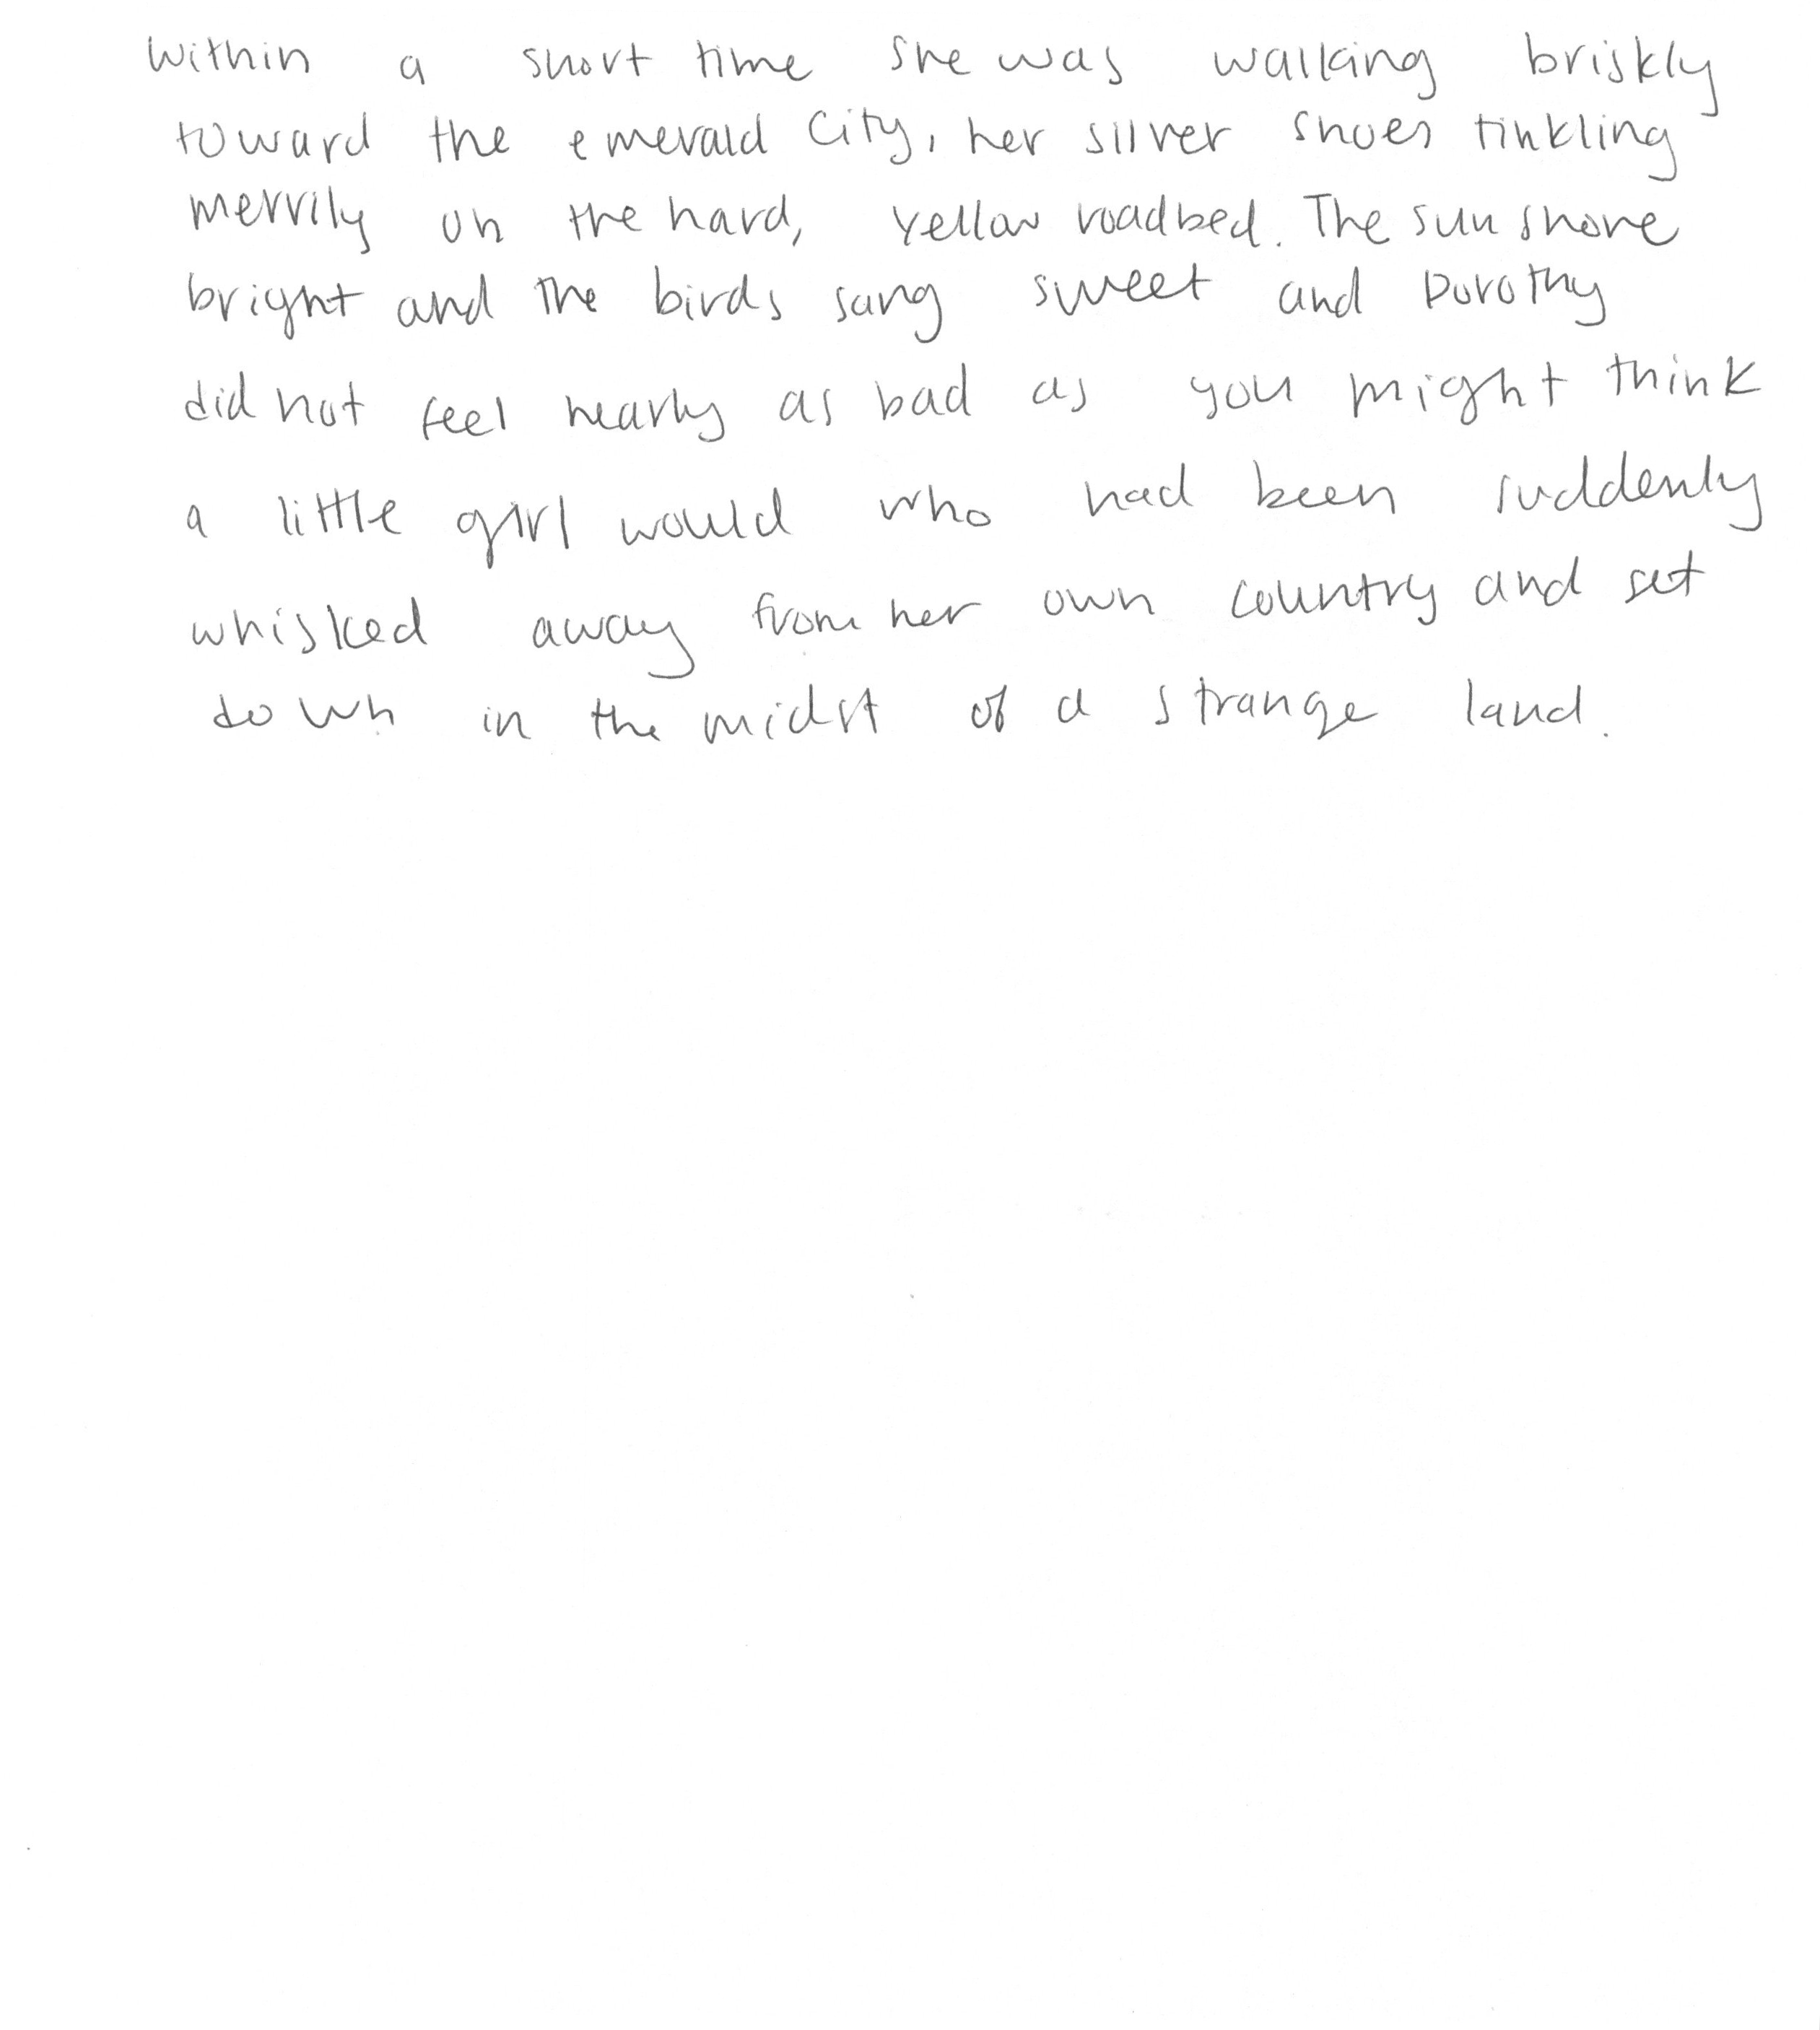 Within a short time she was walking briskly
toward the emerald City, her silver shoes tinkling
merrily on the hard, yellow roadbed. The sun shone
bright and the birds sang sweet and Dorothy
did not feel nearly as bad as you might think
a little girl would who had been suddenly
whisked away from her own country and set
down in the midst of a strange land.